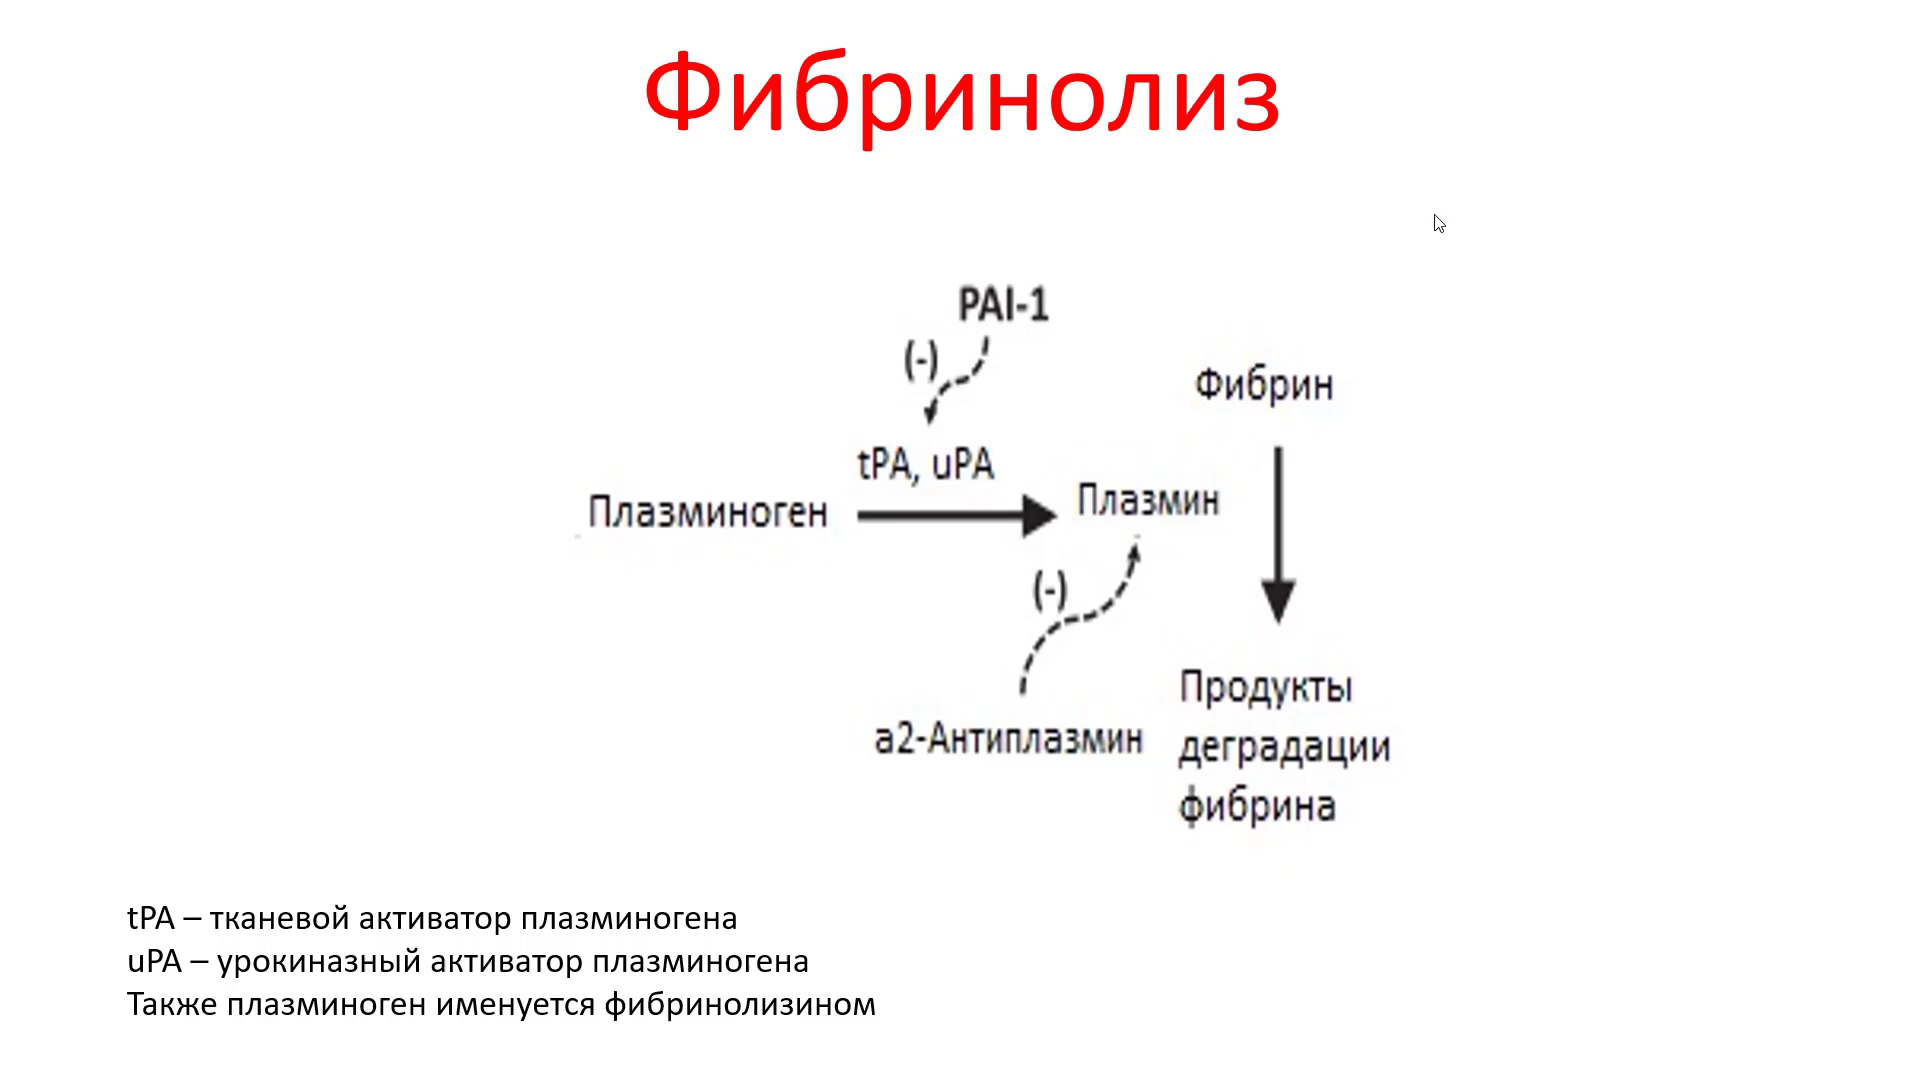 Фибринолиз
PAI-1
(-)
Фибрин
tPA, uPA
Плазминоген
Плазмин
(-)
a2-Антиплазмин
Продукты
деградации
фибрина
tPA – тканевой активатор плазминогена
uPA – урокиназный активатор плазминогена
Также плазминоген именуется фибринолизином